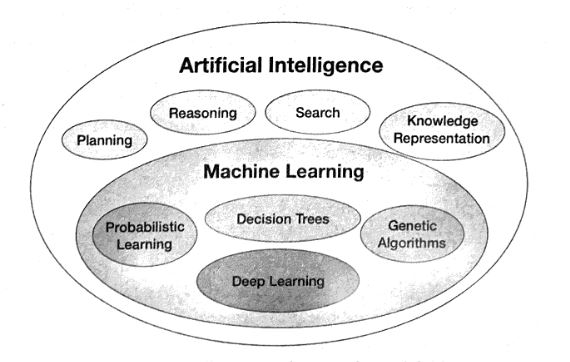 Artificial Intelligence
Reasoning
Search
Planning
Knowledge
Representation
Machine Learning
Probabilistic
Learning
Decision Trees
Genetic
Algorithms
Deep Learning